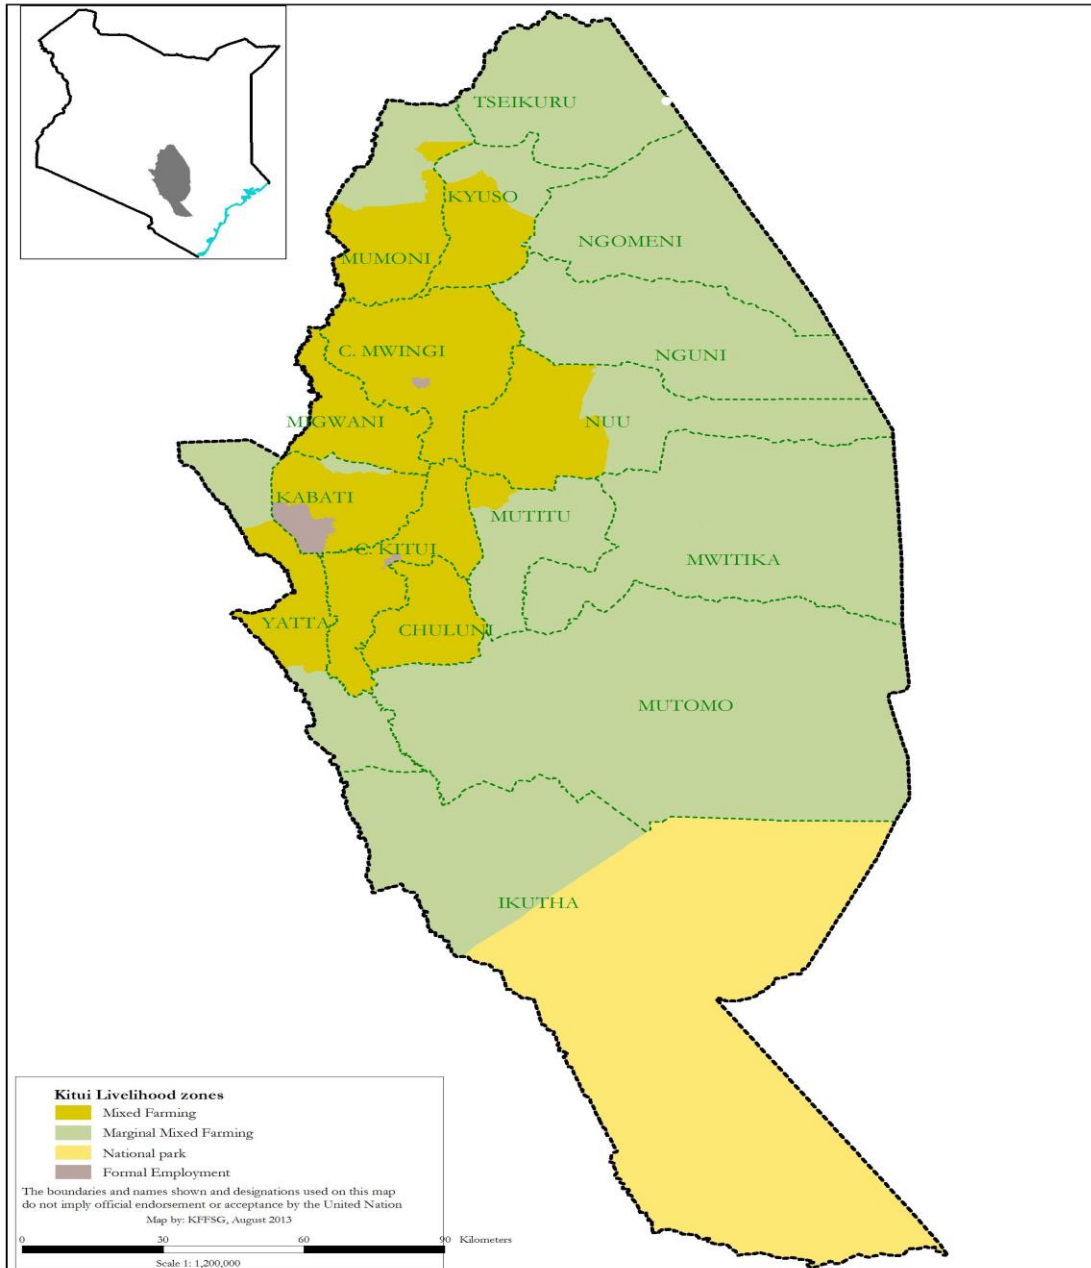 TSEIKURU
KYUSO
NGOMENI
MUMONI
C. MWINGI
NGUNI
MIGWANI
NUU
KABATI
MUTITU
C. KITUI
MWITIKA
YATTA
CHULUNI
MUTOMO
IKUTHA
Kitui Livelihood zones
Mixed Farming
Marginal Mixed Farming
National park
Formal Employment
The boundaries and names shown and designations used on this map
do not imply official endorsement or acceptance by the United Nation
Map by: KFFSG, August 2013
0 30 60 90 Kilometers
Scale 1: 1,200,000